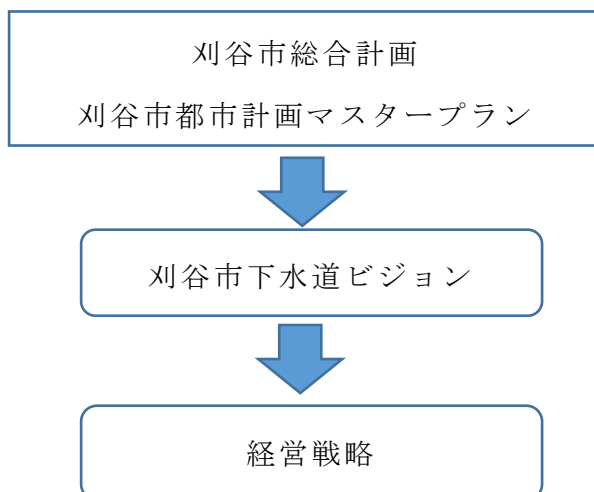 刈谷市総合計画
刈谷市都市計画マスタープラン
刈谷市下水道ビジョン
経営戦略